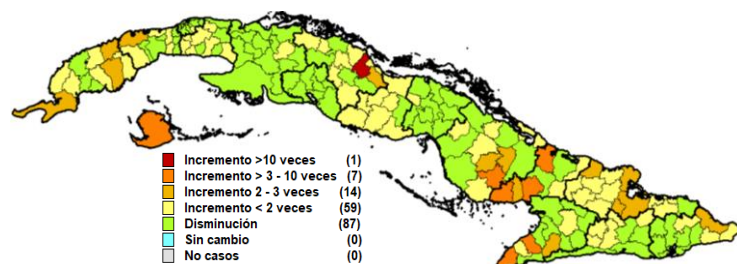 Incremento >10 veces (1)
Incremento > 3 - 10 veces (7)
Incremento 2 - 3 veces (14)
Incremento < 2 veces (59)
Disminución (87)
Sin cambio (0)
No casos (0)